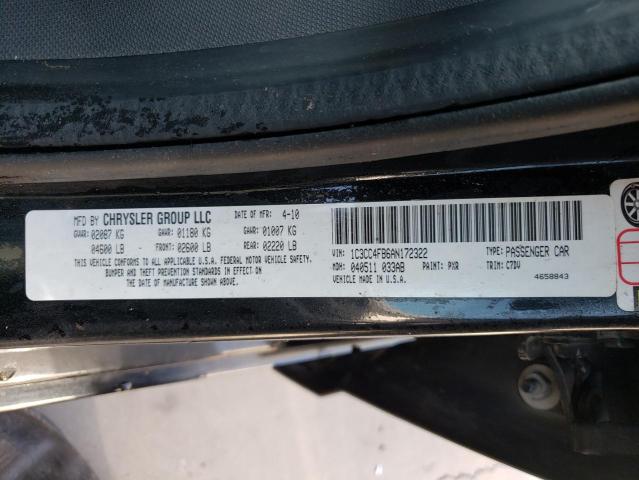 MFD BY CHRYSLER GROUP LLC DATE OF MFR: 4-10
GVWR: 02087 KG GAWR: 01180 KG GAWR: 01007 KG
04600 LB FRONT: 02600 LB REAR: 02220 LB
THIS VEHICLE CONFORMS TO ALL APPLICABLE U.S.A. FEDERAL MOTOR VEHICLE SAFETY,
BUMPER AND THEFT PREVENTION STANDARDS IN EFFECT ON
THE DATE OF MANUFACTURE SHOWN ABOVE.
VIN: 1C3CC4FB6AN172322 TYPE: PASSENGER CAR
MDH: 040511 033AB PAINT: PXR TRIM: C7DV
VEHICLE MADE IN U.S.A. 4658843